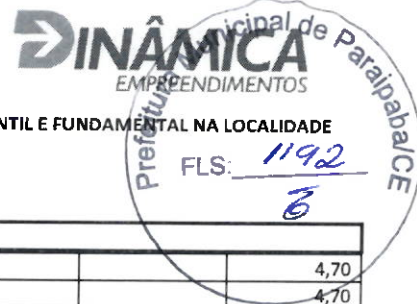 DINÂMICA
EMPREENDIMENTOS
Prefeitura Municipal de Paraipaba/CE
NTIL E FUNDAMENTAL NA LOCALIDADE
FLS: 1192
4,70
4,70